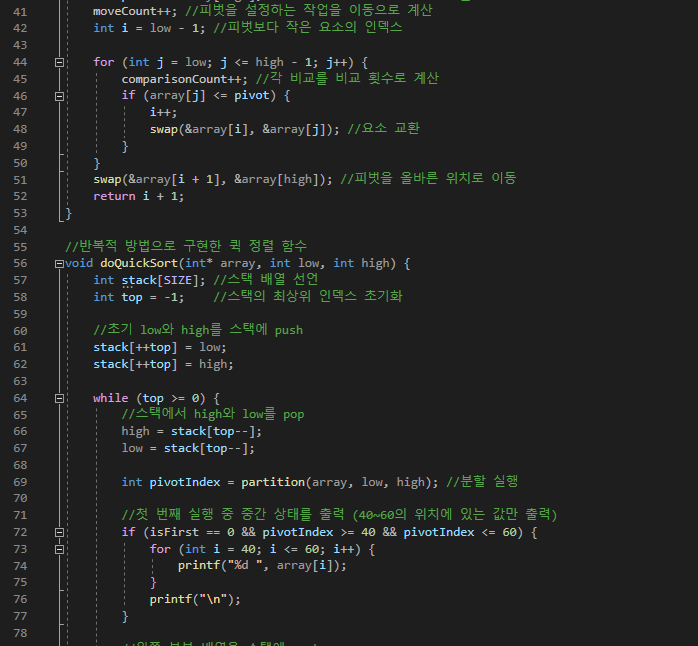 41 moveCount++; //피벗을 설정하는 작업을 이동으로 계산
42 int i = low - 1; //피벗보다 작은 요소의 인덱스
43
44 for (int j = low; j <= high - 1; j++) {
45 comparisonCount++; //각 비교를 비교 횟수로 계산
46 if (array[j] <= pivot) {
47 i++;
48 swap(&array[i], &array[j]); //요소 교환
49 }
50 }
51 swap(&array[i + 1], &array[high]); //피벗을 올바른 위치로 이동
52 return i + 1;
53 }
54
55 //반복적 방법으로 구현한 퀵 정렬 함수
56 void doQuickSort(int* array, int low, int high) {
57 int stack[SIZE]; //스택 배열 선언
58 int top = -1; //스택의 최상위 인덱스 초기화
59
60 //초기 low와 high를 스택에 push
61 stack[++top] = low;
62 stack[++top] = high;
63
64 while (top >= 0) {
65 //스택에서 high와 low를 pop
66 high = stack[top--];
67 low = stack[top--];
68
69 int pivotIndex = partition(array, low, high); //분할 실행
70
71 //첫 번째 실행 중 중간 상태를 출력 (40~60의 위치에 있는 값만 출력)
72 if (isFirst == 0 && pivotIndex >= 40 && pivotIndex <= 60) {
73 for (int i = 40; i <= 60; i++) {
74 printf("%d ", array[i]);
75 }
76 printf("\n");
77 }
78